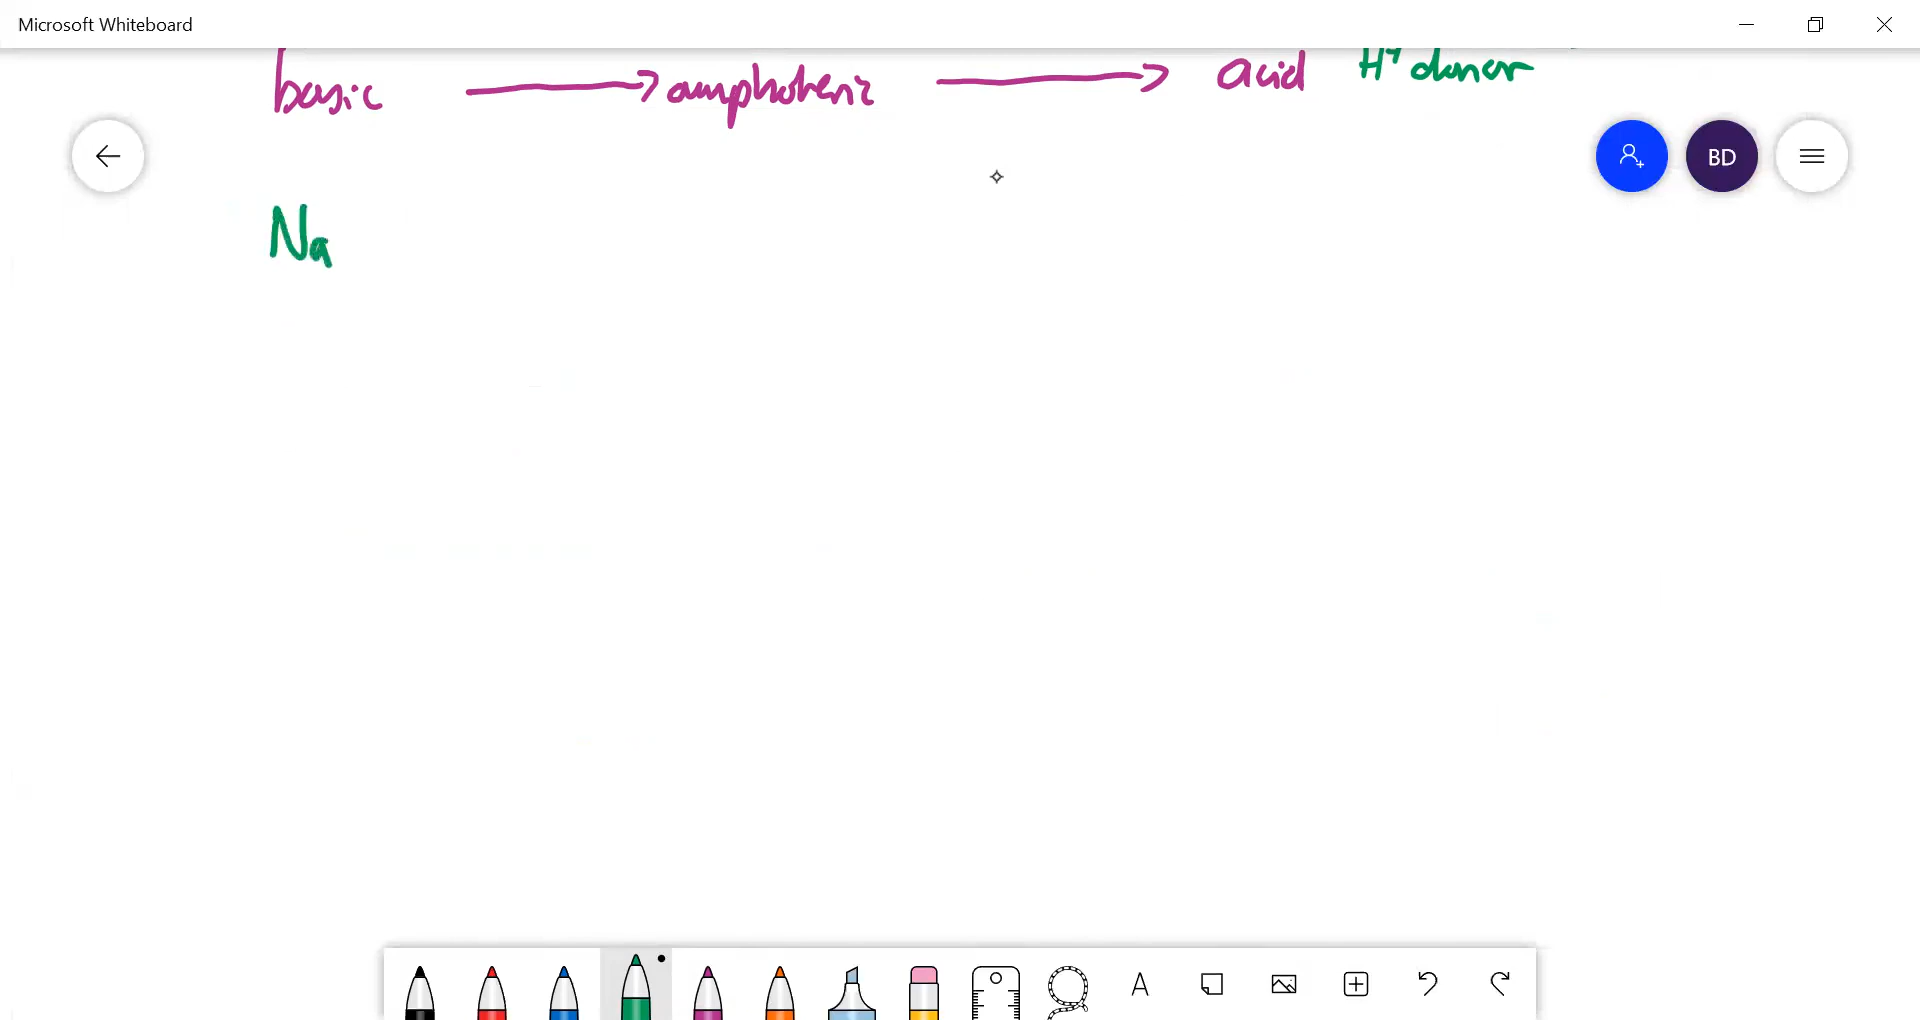 Microsoft Whiteboard
basic → amphoteric → acid H⁺ donor
BD
Na
A